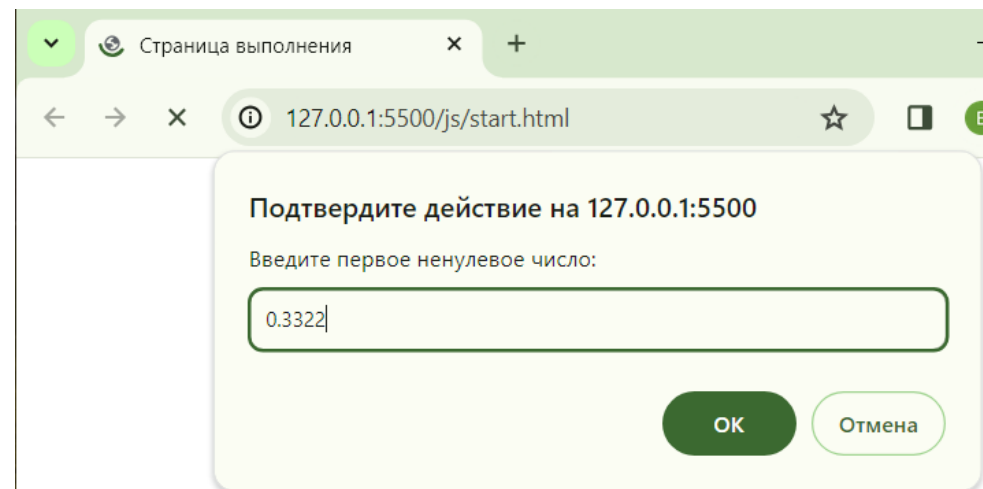 Страница выполнения
127.0.0.1:5500/js/start.html
Подтвердите действие на 127.0.0.1:5500
Введите первое ненулевое число:
0.3322
ОК
Отмена